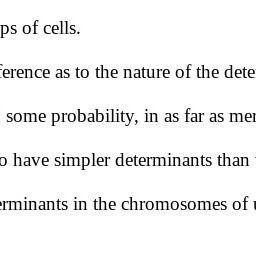 ps of cells.
ference as to the nature of the dete
some probability, in as far as mer
o have simpler determinants than
erminants in the chromosomes of u